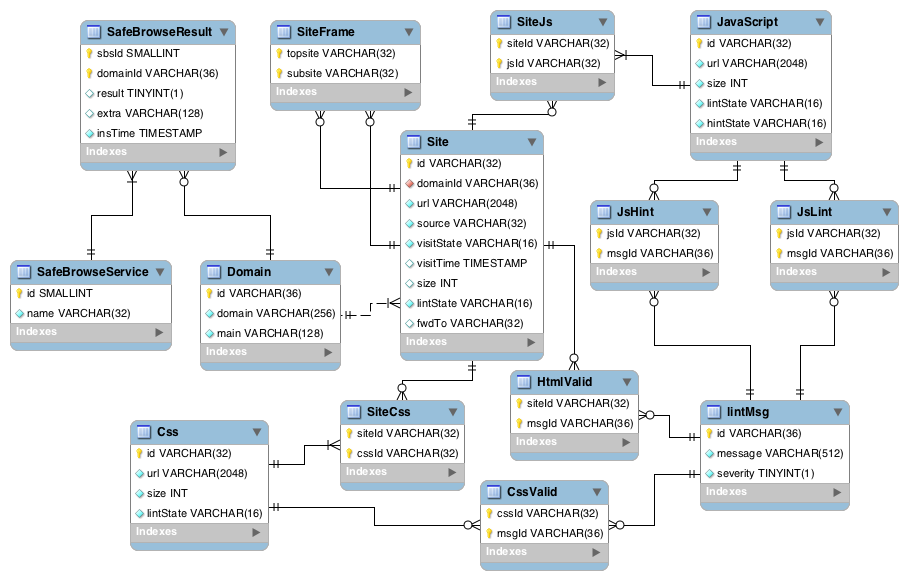 SafeBrowseResult
sbsId SMALLINT
domainId VARCHAR(36)
result TINYINT(1)
extra VARCHAR(128)
insTime TIMESTAMP
Indexes
SiteFrame
topsite VARCHAR(32)
subsite VARCHAR(32)
Indexes
SiteJs
siteId VARCHAR(32)
jsId VARCHAR(32)
Indexes
JavaScript
id VARCHAR(32)
url VARCHAR(2048)
size INT
lintState VARCHAR(16)
hintState VARCHAR(16)
Indexes
Site
id VARCHAR(32)
domainId VARCHAR(36)
url VARCHAR(2048)
source VARCHAR(32)
visitState VARCHAR(16)
visitTime TIMESTAMP
size INT
lintState VARCHAR(16)
fwdTo VARCHAR(32)
Indexes
JsHint
jsId VARCHAR(32)
msgId VARCHAR(36)
Indexes
JsLint
jsId VARCHAR(32)
msgId VARCHAR(36)
Indexes
SafeBrowseService
id SMALLINT
name VARCHAR(32)
Indexes
Domain
id VARCHAR(36)
domain VARCHAR(256)
main VARCHAR(128)
Indexes
HtmlValid
siteId VARCHAR(32)
msgId VARCHAR(36)
Indexes
SiteCss
siteId VARCHAR(32)
cssId VARCHAR(32)
Indexes
lintMsg
id VARCHAR(36)
message VARCHAR(512)
severity TINYINT(1)
Indexes
Css
id VARCHAR(32)
url VARCHAR(2048)
size INT
lintState VARCHAR(16)
Indexes
CssValid
cssId VARCHAR(32)
msgId VARCHAR(36)
Indexes